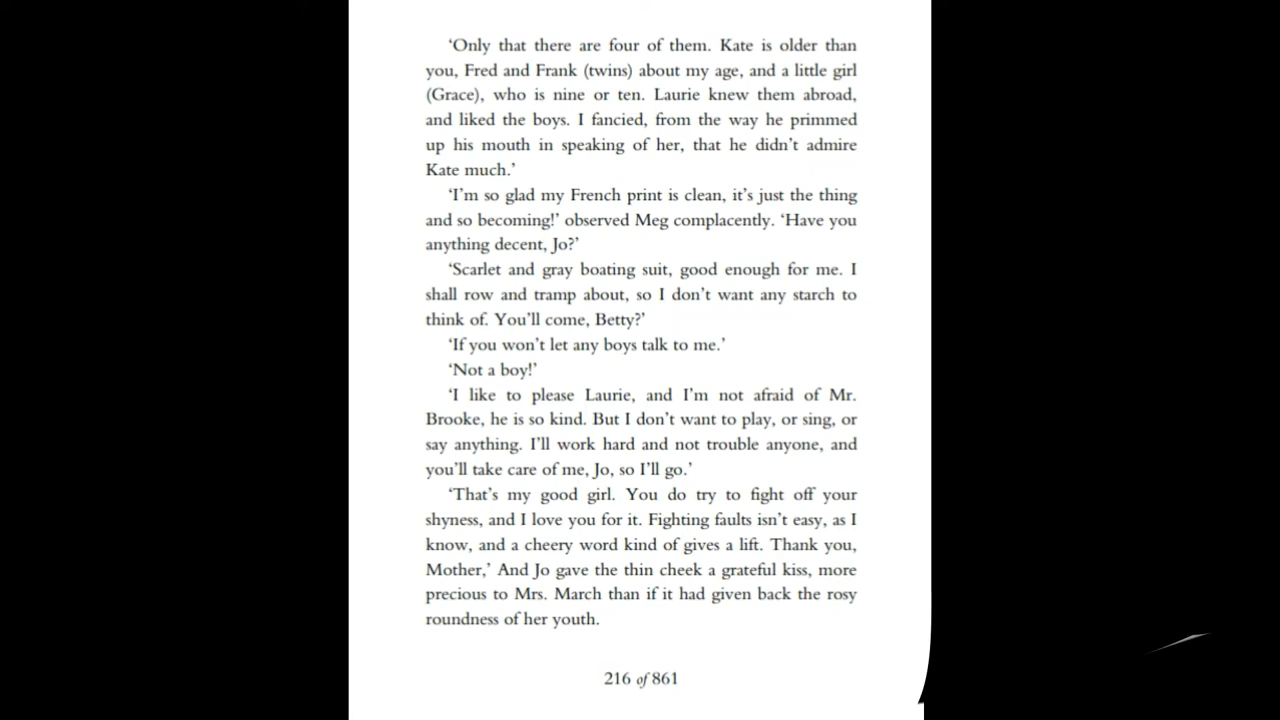 ‘Only that there are four of them. Kate is older than
you, Fred and Frank (twins) about my age, and a little girl
(Grace), who is nine or ten. Laurie knew them abroad,
and liked the boys. I fancied, from the way he primmed
up his mouth in speaking of her, that he didn’t admire
Kate much.’
‘I’m so glad my French print is clean, it’s just the thing
and so becoming!’ observed Meg complacently. ‘Have you
anything decent, Jo?’
‘Scarlet and gray boating suit, good enough for me. I
shall row and tramp about, so I don’t want any starch to
think of. You’ll come, Betty?’
‘If you won’t let any boys talk to me.’
‘Not a boy!’
‘I like to please Laurie, and I’m not afraid of Mr.
Brooke, he is so kind. But I don’t want to play, or sing, or
say anything. I’ll work hard and not trouble anyone, and
you’ll take care of me, Jo, so I’ll go.’
‘That’s my good girl. You do try to fight off your
shyness, and I love you for it. Fighting faults isn’t easy, as I
know, and a cheery word kind of gives a lift. Thank you,
Mother,’ And Jo gave the thin cheek a grateful kiss, more
precious to Mrs. March than if it had given back the rosy
roundness of her youth.
216 of 861